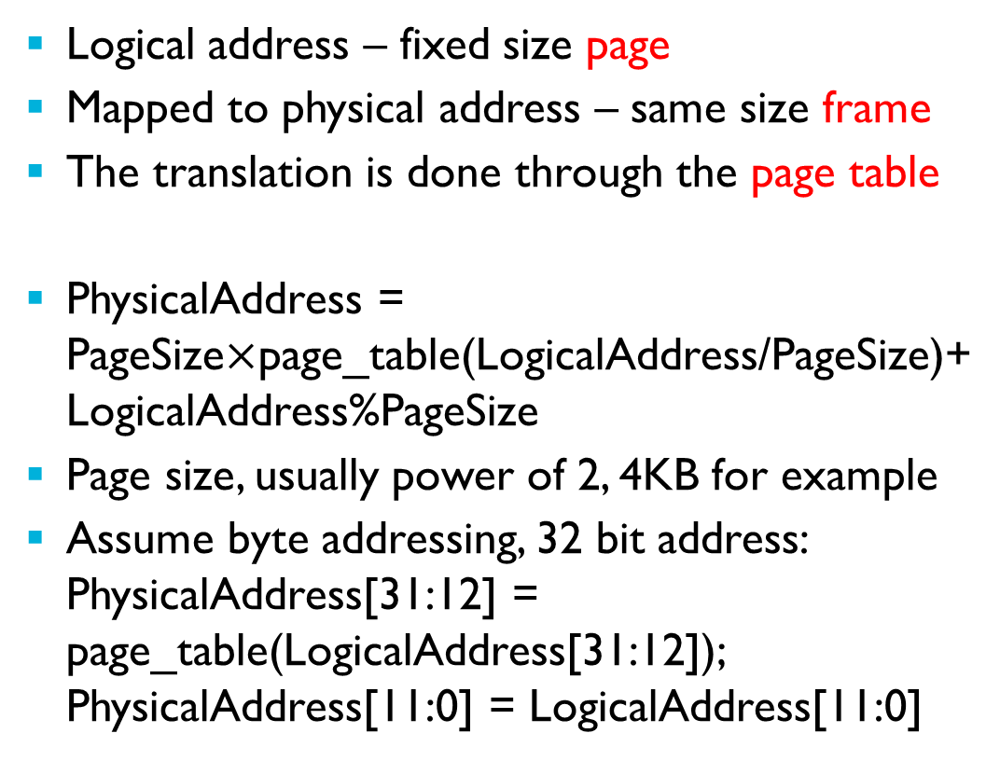 ▪ Logical address – fixed size page
▪ Mapped to physical address – same size frame
▪ The translation is done through the page table
▪ PhysicalAddress =
PageSize×page_table(LogicalAddress/PageSize)+
LogicalAddress%PageSize
▪ Page size, usually power of 2, 4KB for example
▪ Assume byte addressing, 32 bit address:
PhysicalAddress[31:12] =
page_table(LogicalAddress[31:12]);
PhysicalAddress[11:0] = LogicalAddress[11:0]